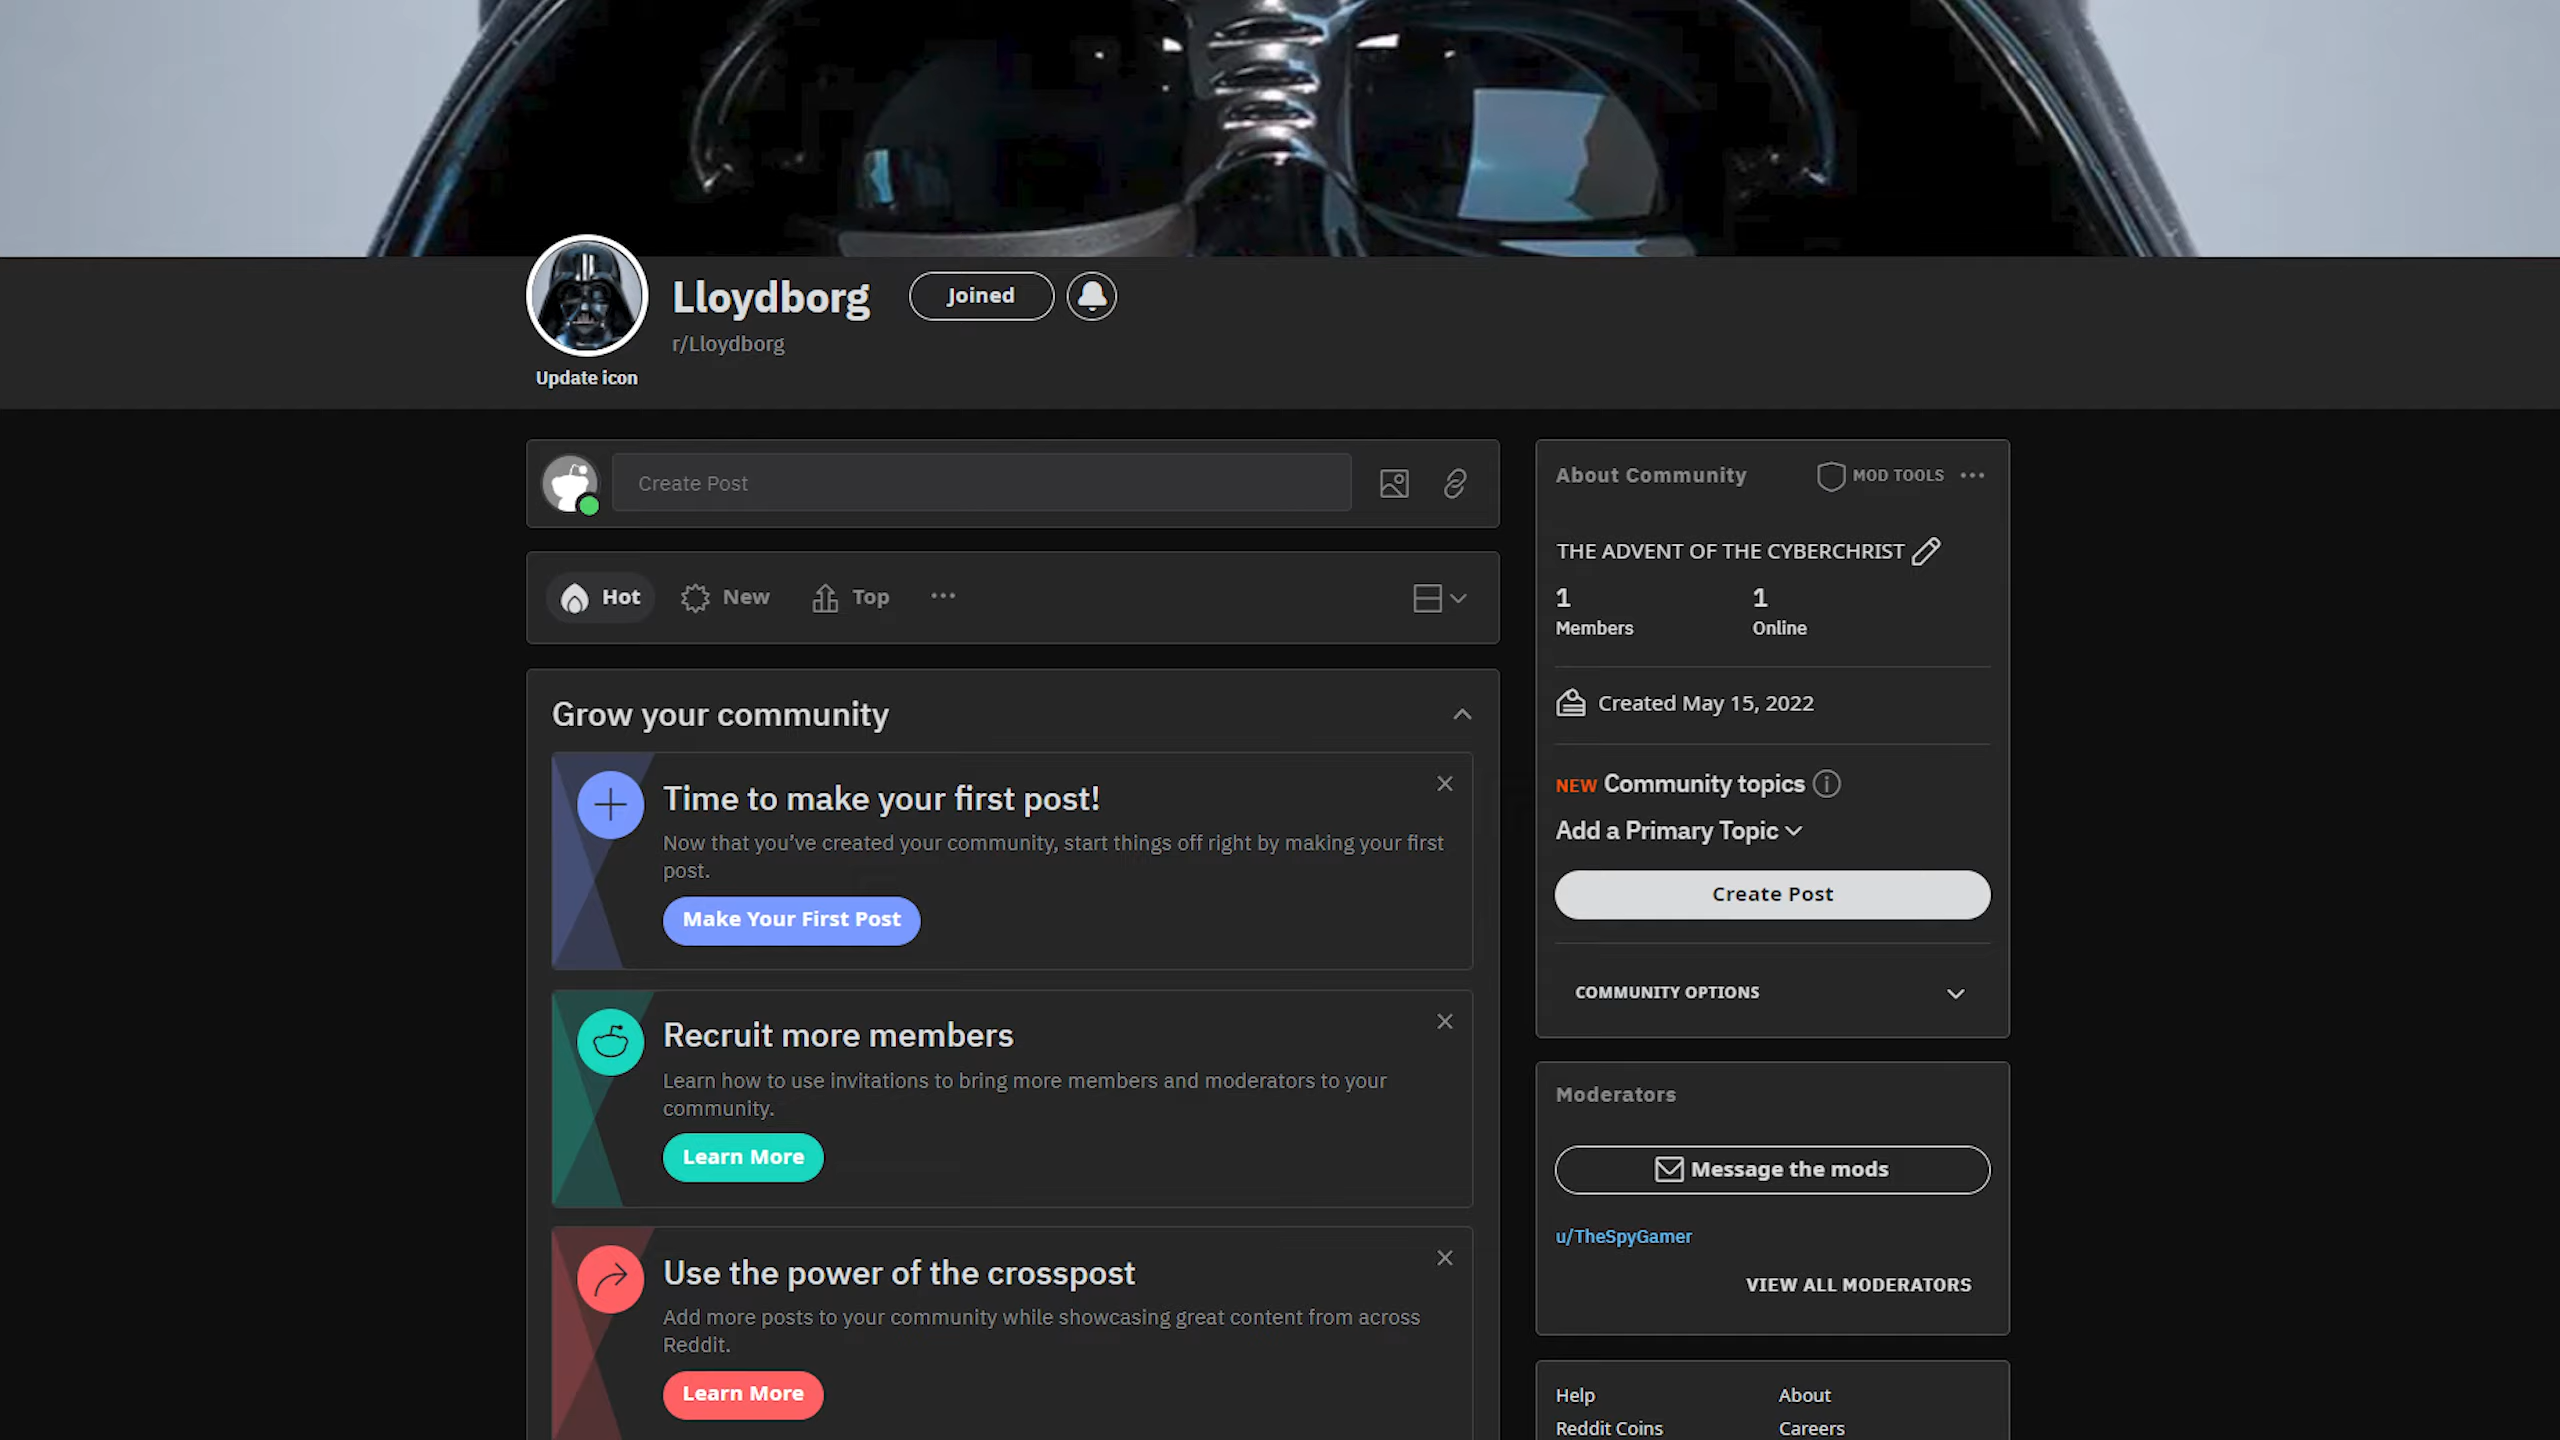 Lloydborg
Joined
r/Lloydborg
Update icon
Create Post
Hot
New
Top
Grow your community
Time to make your first post!
Now that you’ve created your community, start things off right by making your first
post.
Make Your First Post
Recruit more members
Learn how to use invitations to bring more members and moderators to your
community.
Learn More
Use the power of the crosspost
Add more posts to your community while showcasing great content from across
Reddit.
Learn More
About Community
MOD TOOLS
THE ADVENT OF THE CYBERCHRIST
1 1
Members Online
Created May 15, 2022
NEW Community topics
Add a Primary Topic
Create Post
COMMUNITY OPTIONS
Moderators
Message the mods
u/TheSpyGamer
VIEW ALL MODERATORS
Help About
Reddit Coins Careers